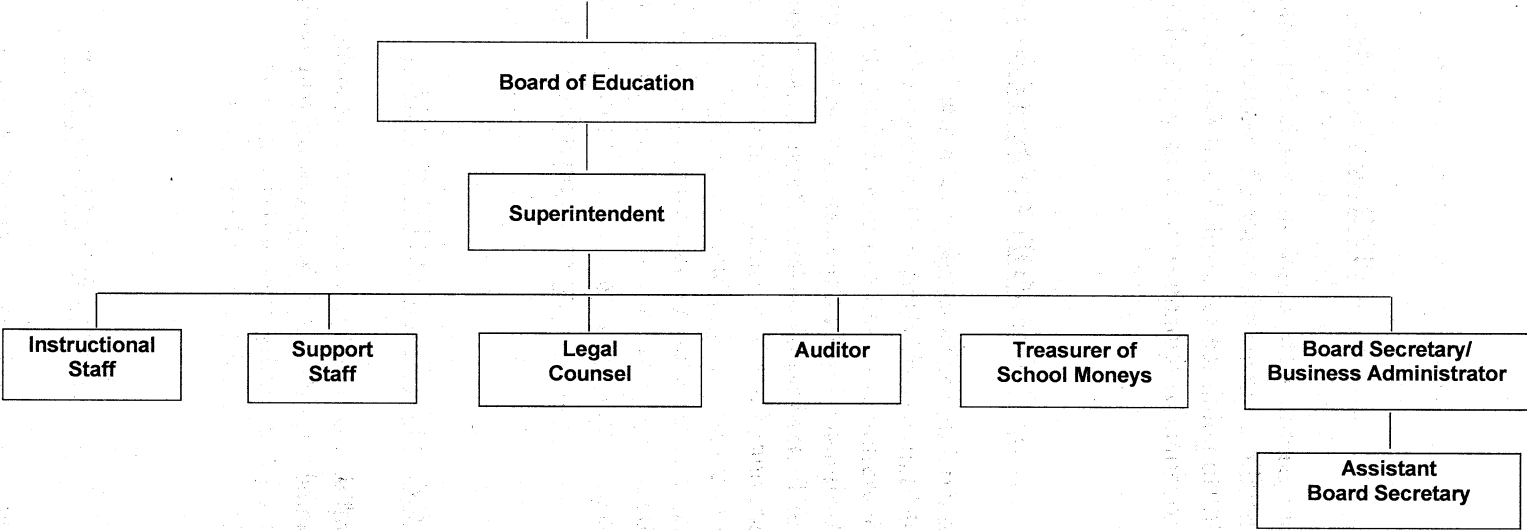 Board of Education
Superintendent
Instructional
Staff
Support
Staff
Legal
Counsel
Auditor
Treasurer of
School Moneys
Board Secretary/
Business Administrator
Assistant
Board Secretary